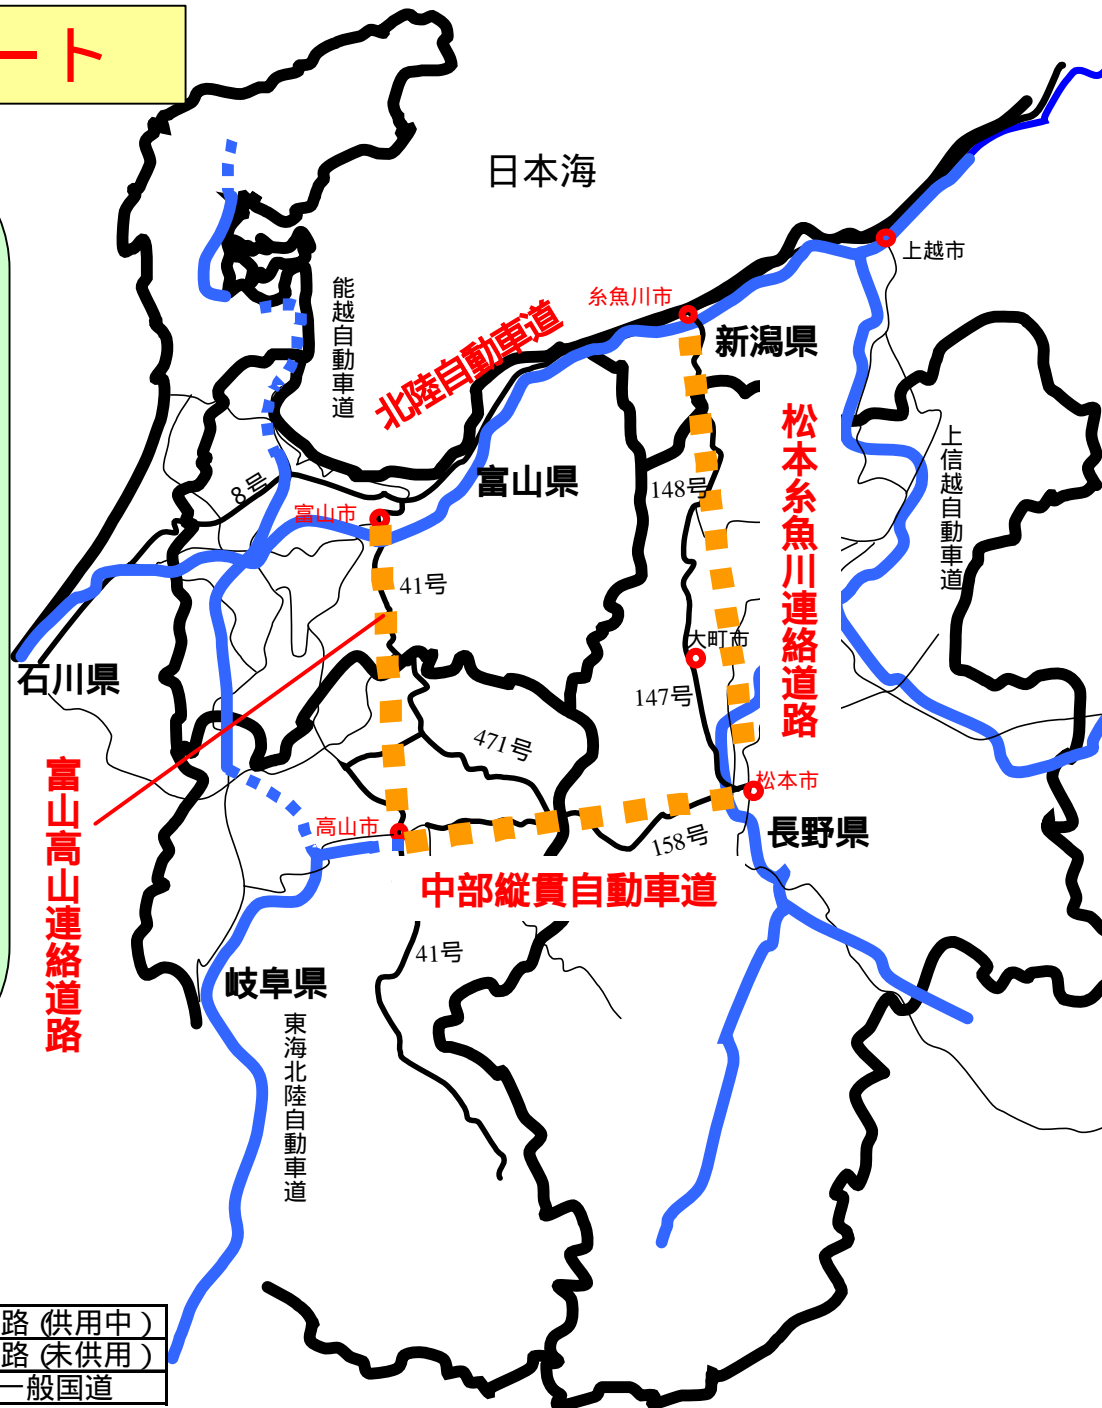 ート
日本海
上越市
糸魚川市
能越自動車道
北陸自動車道
新潟県
松本糸魚川連絡道路
上信越自動車道
富山県
148号
8号
富山市
41号
大町市
石川県
147号
471号
富山高山連絡道路
松本市
高山市
158号
長野県
中部縦貫自動車道
41号
岐阜県
東海北陸自動車道
路(供用中)
路(未供用)
一般国道